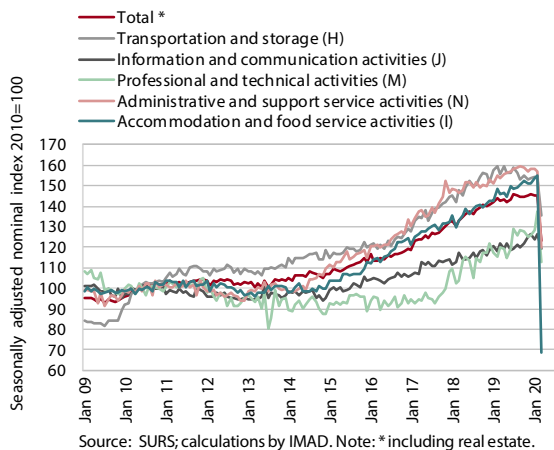 Total *
Transportation and storage (H)
Information and communication activities (J)
Professional and technical activities (M)
Administrative and support service activities (N)
Accommodation and food service activities (I)
Seasonally adjusted nominal index 2010=100
170
160
150
140
130
120
110
100
90
80
70
60
Jan 09
Jan 10
Jan 11
Jan 12
Jan 13
Jan 14
Jan 15
Jan 16
Jan 17
Jan 18
Jan 19
Jan 20
Source: SURS; calculations by IMAD. Note: * including real estate.